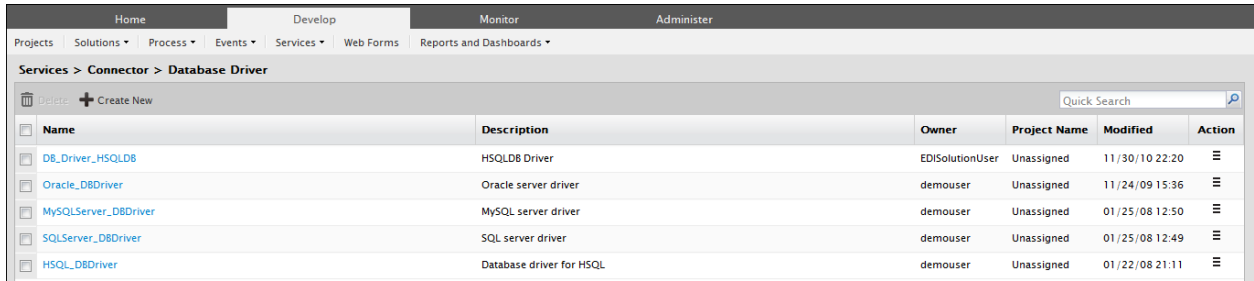 Home Develop Monitor Administer
Projects Solutions Process Events Services Web Forms Reports and Dashboards
Services > Connector > Database Driver
Delete Create New Quick Search
Name Description Owner Project Name Modified Action
DB_Driver_HSQLDB HSQLDB Driver EDISolutionUser Unassigned 11/30/10 22:20
Oracle_DBDriver Oracle server driver demouser Unassigned 11/24/09 15:36
MySQLServer_DBDriver MySQL server driver demouser Unassigned 01/25/08 12:50
SQLServer_DBDriver SQL server driver demouser Unassigned 01/25/08 12:49
HSQL_DBDriver Database driver for HSQL demouser Unassigned 01/22/08 21:11